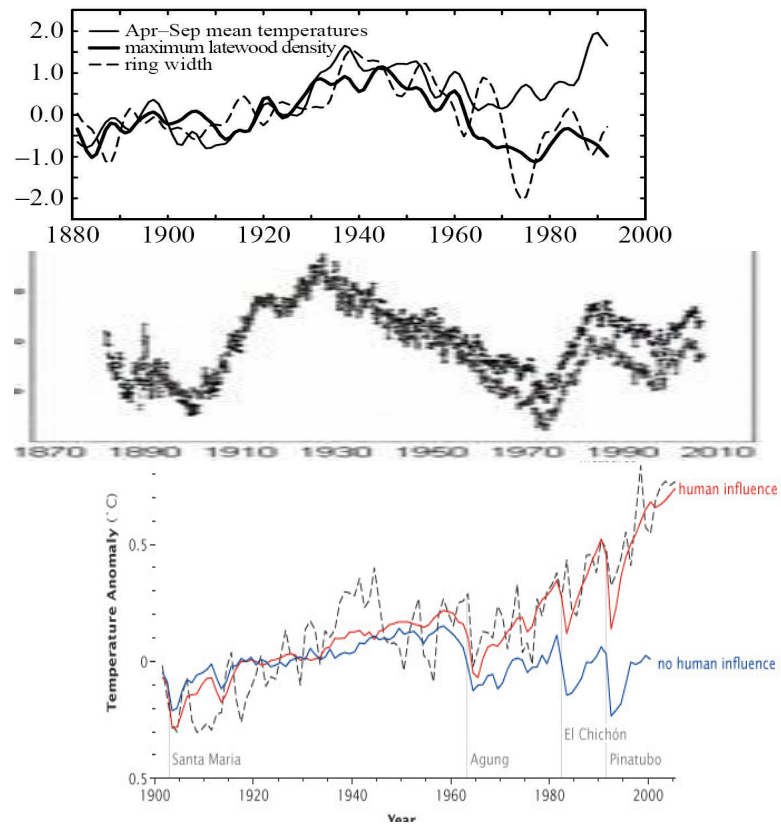 2.0
1.0
0.0
−1.0
−2.0
Apr–Sep mean temperatures
maximum latewood density
ring width
1880 1900 1920 1940 1960 1980 2000
1870 1890 1910 1930 1950 1970 1990 2010
Temperature Anomaly (°C)
0.5
0
0.5
human influence
no human influence
Santa Maria
Agung
El Chichón
Pinatubo
1900 1920 1940 1960 1980 2000
Year